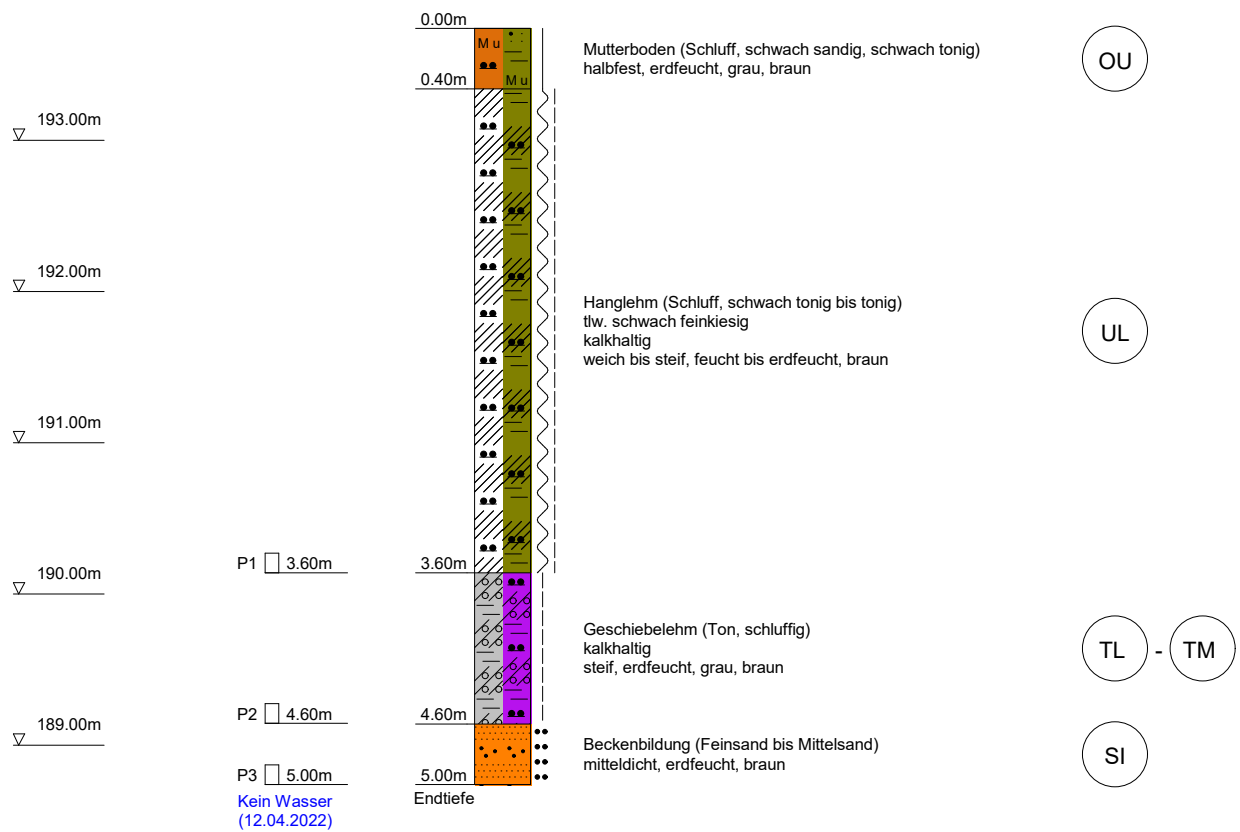 0.00m
Mu
Mutterboden (Schluff, schwach sandig, schwach tonig)
halbfest, erdfeucht, grau, braun
OU
0.40m
Mu
193.00m
192.00m
Hanglehm (Schluff, schwach tonig bis tonig)
tlw. schwach feinkiesig
kalkhaltig
weich bis steif, feucht bis erdfeucht, braun
UL
191.00m
P1 3.60m
3.60m
190.00m
Geschiebelehm (Ton, schluffig)
kalkhaltig
steif, erdfeucht, grau, braun
TL - TM
P2 4.60m
4.60m
189.00m
Beckenbildung (Feinsand bis Mittelsand)
mitteldicht, erdfeucht, braun
SI
P3 5.00m
5.00m
Kein Wasser
(12.04.2022)
Endtiefe